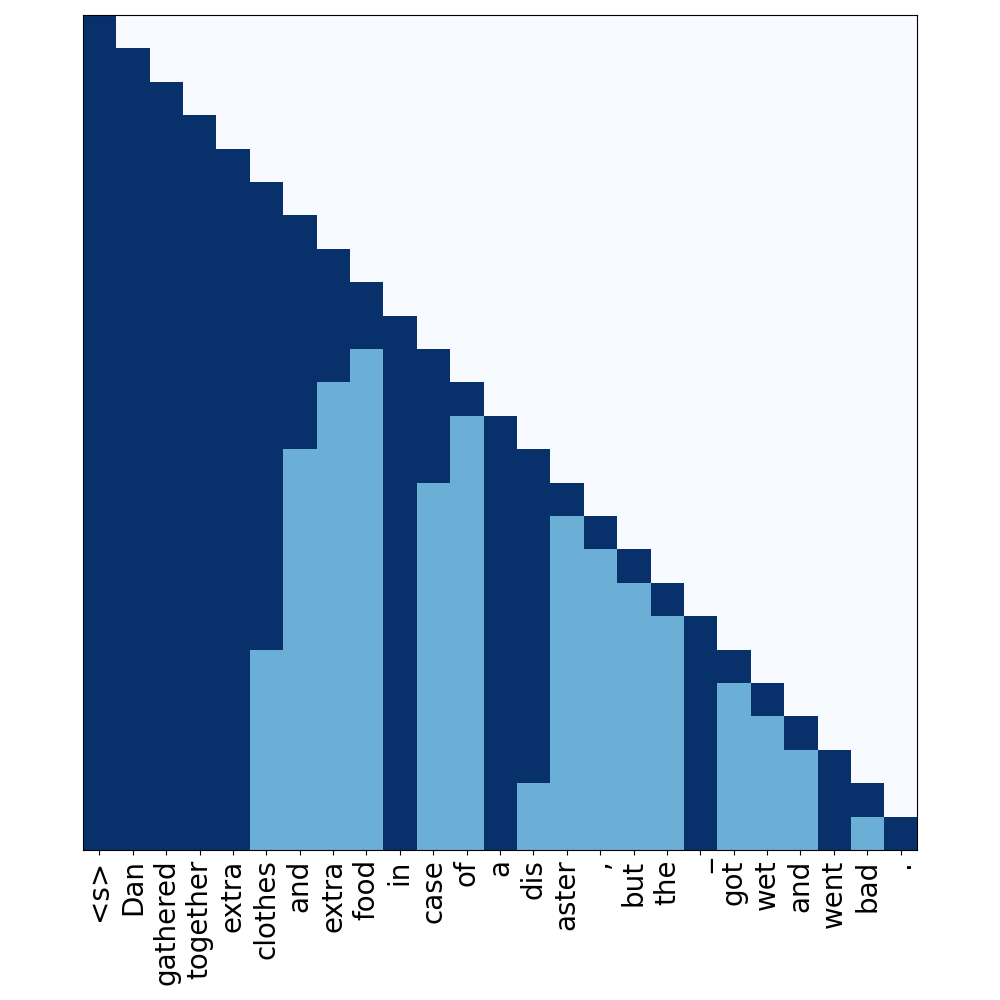 <s> Dan gathered together extra clothes and extra food in case of a dis aster , but the _ got wet and went bad .